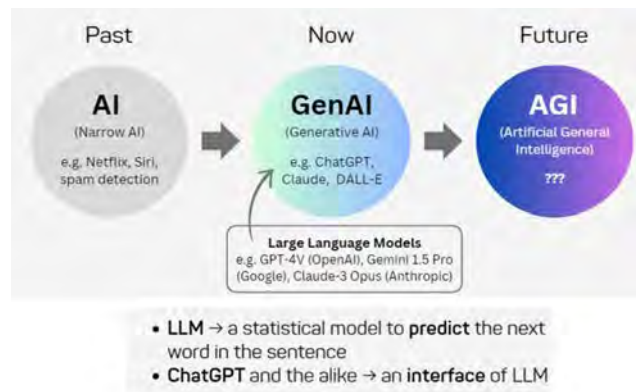 Past
Now
Future
AI
(Narrow AI)
e.g. Netflix, Siri,
spam detection
GenAI
(Generative AI)
e.g. ChatGPT,
Claude, DALL-E
AGI
(Artificial General
Intelligence)
???
Large Language Models
e.g. GPT-4V (OpenAI), Gemini 1.5 Pro
(Google), Claude-3 Opus (Anthropic)
• LLM → a statistical model to predict the next
word in the sentence
• ChatGPT and the alike → an interface of LLM